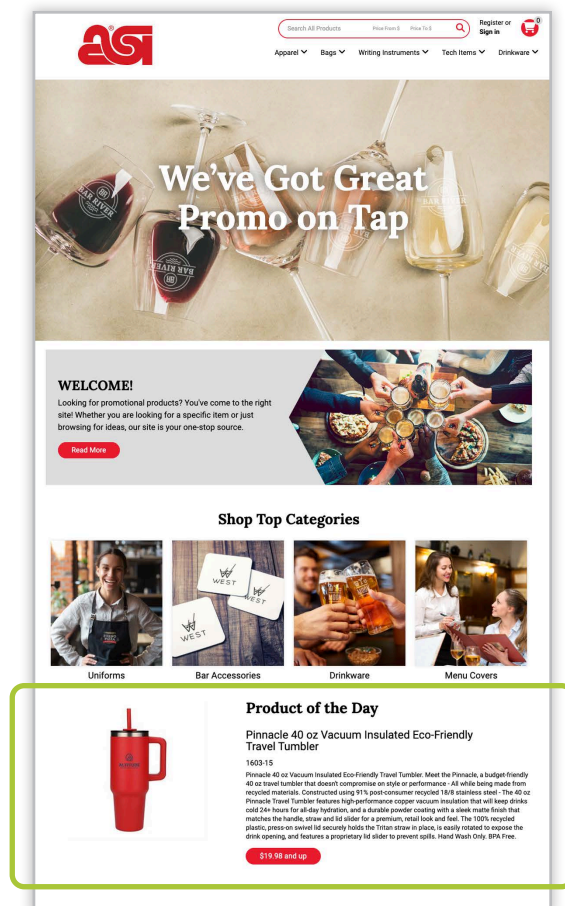 asi
Search All Products Price From $ Price To $
Register or
Sign in
0
Apparel Bags Writing Instruments Tech Items Drinkware
We've Got Great
Promo on Tap
BAR RIVER
BAR RIVER
BAR RIVER
WELCOME!
Looking for promotional products? You've come to the right
site! Whether you are looking for a specific item or just
browsing for ideas, our site is your one-stop source.
Read More
Shop Top Categories
WEST
WEST
WEST
Uniforms Bar Accessories Drinkware Menu Covers
Product of the Day
Pinnacle 40 oz Vacuum Insulated Eco-Friendly
Travel Tumbler
1603-15
Pinnacle 40 oz Vacuum Insulated Eco-Friendly Travel Tumbler. Meet the Pinnacle, a budget-friendly
40 oz travel tumbler that doesn't compromise on style or performance - All while being made from
recycled materials. Constructed using 91% post-consumer recycled 18/8 stainless steel - The 40 oz
Pinnacle Travel Tumbler features high-performance copper vacuum insulation that will keep drinks
cold 24+ hours for all-day hydration, and a durable powder coating with a sleek matte finish that
matches the handle, straw and lid slider for a premium, retail look and feel. The 100% recycled
plastic, press-on swivel lid securely holds the Tritan straw in place, is easily rotated to expose the
drink opening, and features a proprietary lid slider to prevent spills. Hand Wash Only. BPA Free.
$19.98 and up